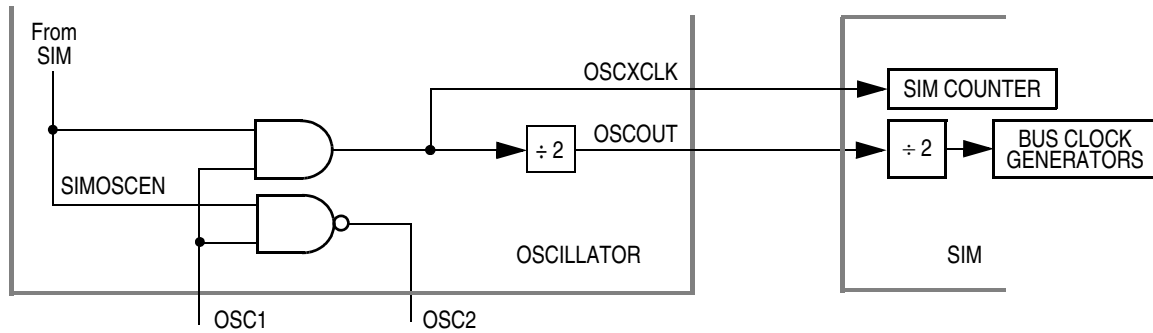 From
SIM
OSCXCLK
SIM COUNTER
OSCOUT
÷ 2
÷ 2
BUS CLOCK
GENERATORS
SIMOSCEN
OSCILLATOR
SIM
OSC1
OSC2